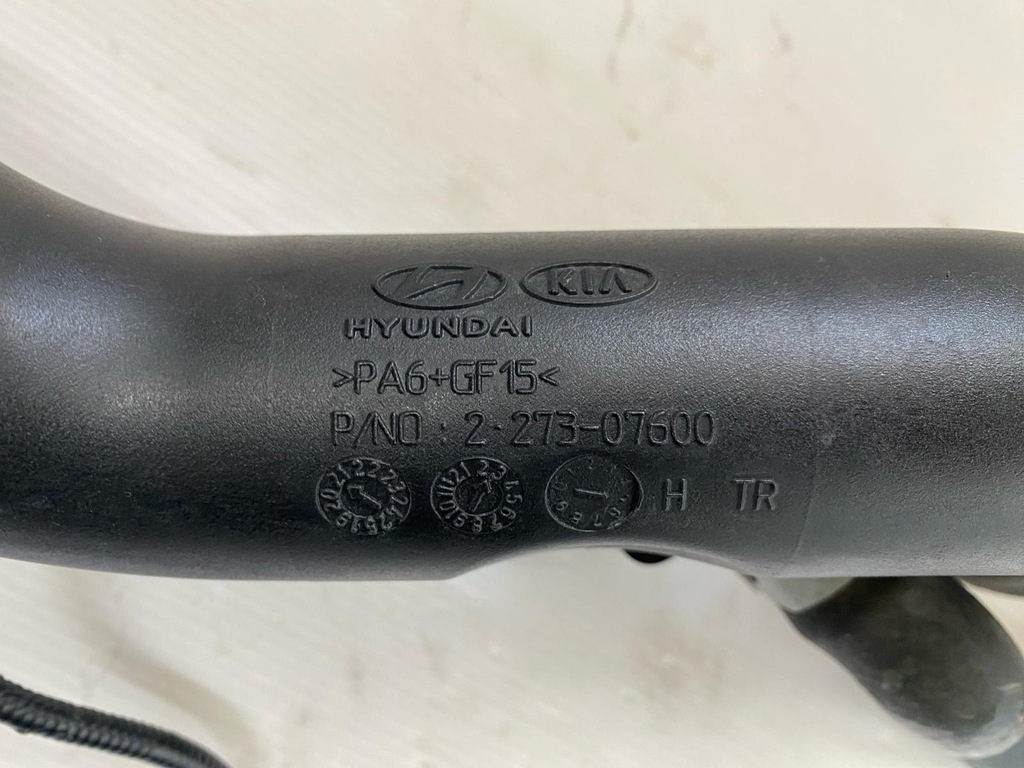 KIA
HYUNDAI
>PA6+GF15<
P/NO : 2·273-07600
H TR